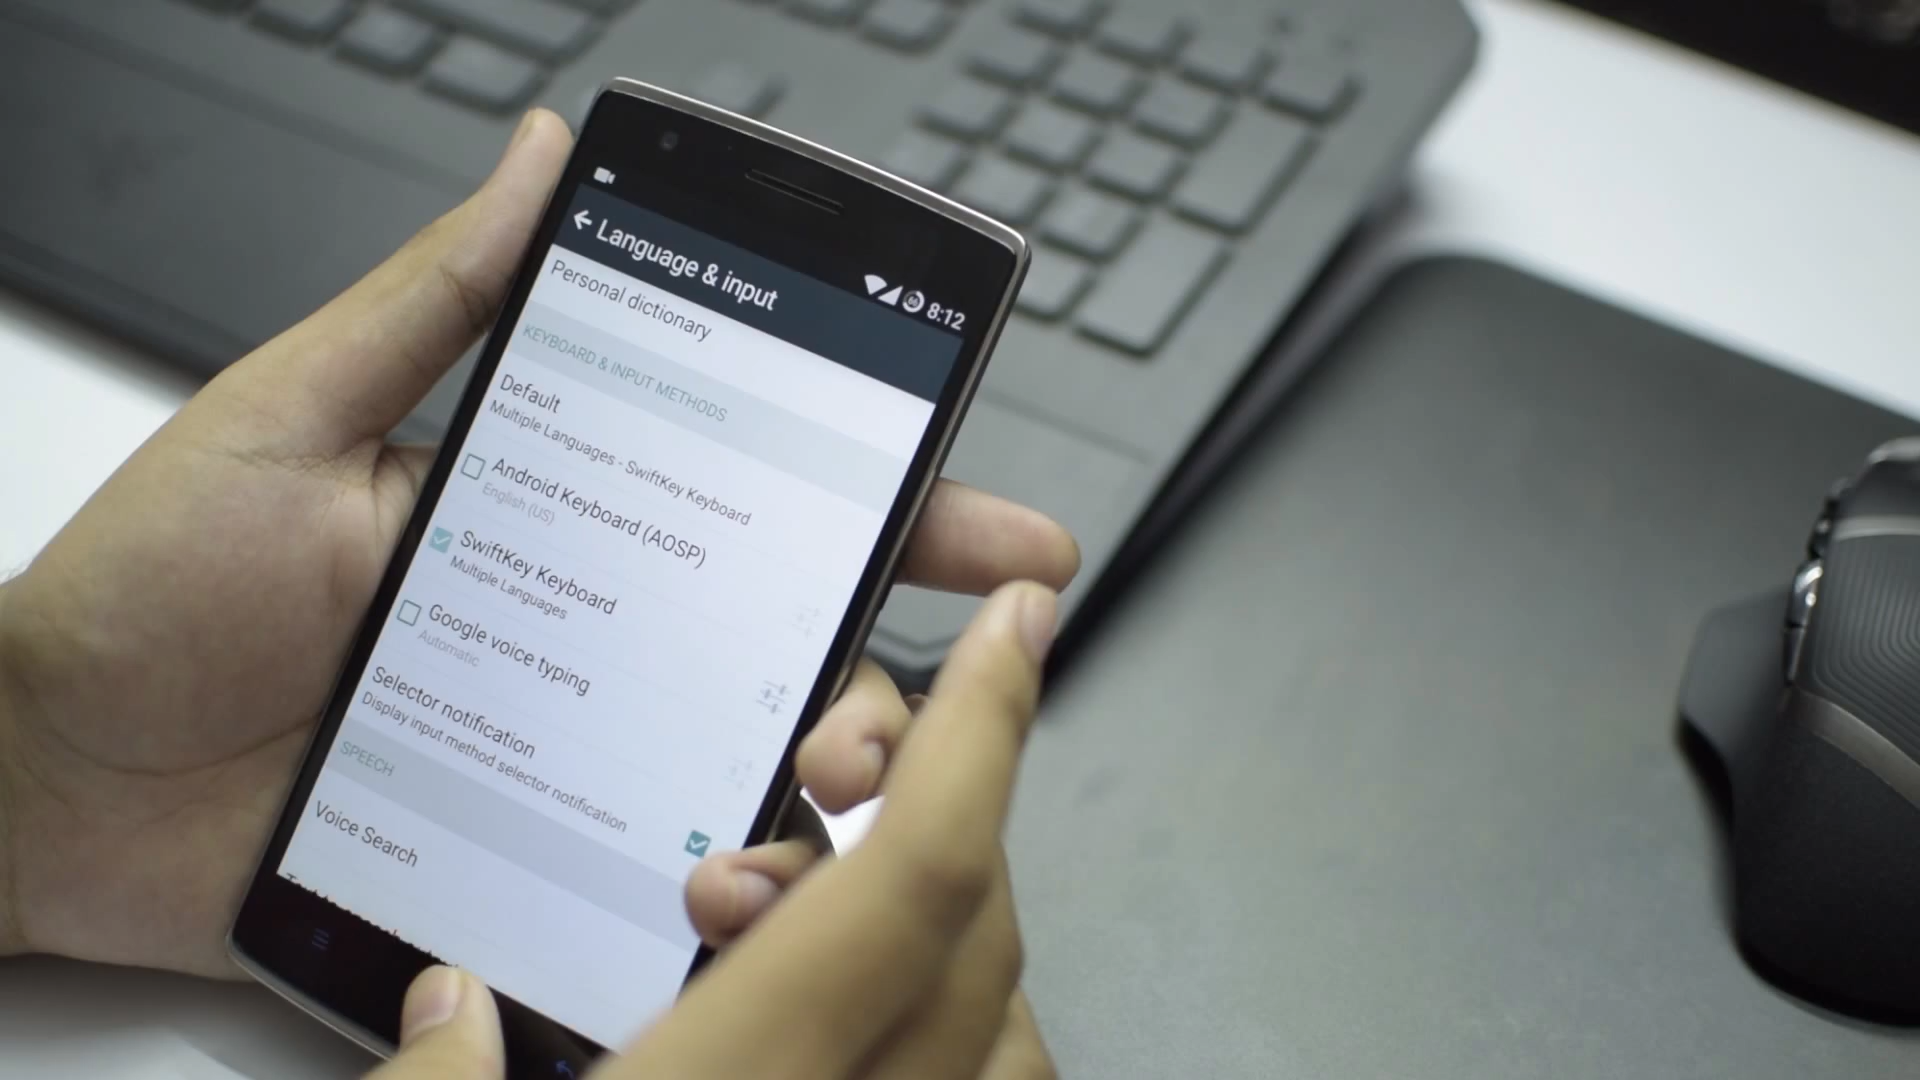 8:12
Language & input
Personal dictionary
KEYBOARD & INPUT METHODS
Default
Multiple Languages - SwiftKey Keyboard
Android Keyboard (AOSP)
English (US)
SwiftKey Keyboard
Multiple Languages
Google voice typing
Automatic
Selector notification
Display input method selector notification
SPEECH
Voice Search